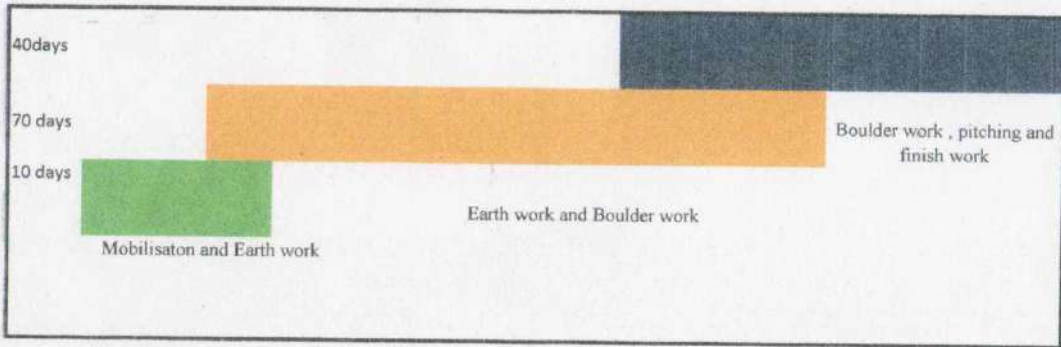 40days
70 days
Boulder work , pitching and
finish work
10 days
Earth work and Boulder work
Mobilisaton and Earth work